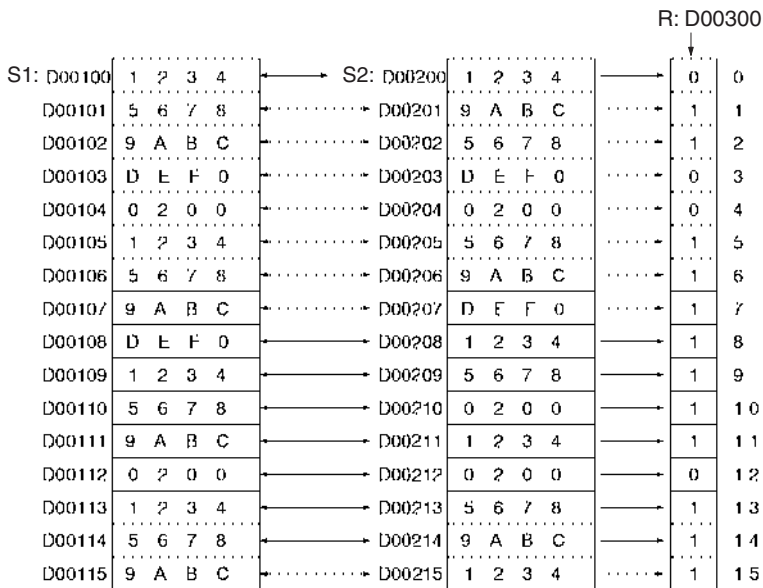 R: D00300
S1: D00100 1 2 3 4 S2: D00200 1 2 3 4 0 0
D00101 5 6 7 8 D00201 9 A B C 1 1
D00102 9 A B C D00202 5 6 7 8 1 2
D00103 D E F 0 D00203 D E F 0 0 3
D00104 0 2 0 0 D00204 0 2 0 0 0 4
D00105 1 2 3 4 D00205 5 6 7 8 1 5
D00106 5 6 7 8 D00206 9 A B C 1 6
D00107 9 A B C D00207 D E F 0 1 7
D00108 D E F 0 D00208 1 2 3 4 1 8
D00109 1 2 3 4 D00209 5 6 7 8 1 9
D00110 5 6 7 8 D00210 0 2 0 0 1 10
D00111 9 A B C D00211 1 2 3 4 1 11
D00112 0 2 0 0 D00212 0 2 0 0 0 12
D00113 1 2 3 4 D00213 5 6 7 8 1 13
D00114 5 6 7 8 D00214 9 A B C 1 14
D00115 9 A B C D00215 1 2 3 4 1 15